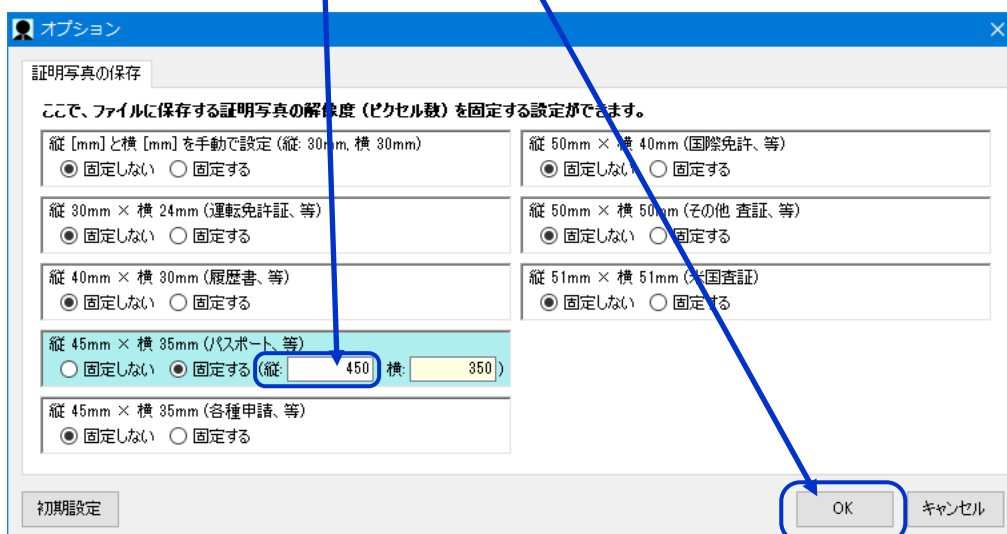 オプション
証明写真の保存
ここで、ファイルに保存する証明写真の解像度（ピクセル数）を固定する設定ができます。
縦 [mm] と横 [mm] を手動で設定 (縦: 30mm, 横 30mm)
固定しない 固定する
縦 30mm × 横 24mm (運転免許証、等)
固定しない 固定する
縦 40mm × 横 30mm (履歴書、等)
固定しない 固定する
縦 45mm × 横 35mm (パスポート、等)
固定しない 固定する (縦: 450 横: 350)
縦 45mm × 横 35mm (各種申請、等)
固定しない 固定する
縦 50mm × 横 40mm (国際免許、等)
固定しない 固定する
縦 50mm × 横 50mm (その他 査証、等)
固定しない 固定する
縦 51mm × 横 51mm (米国査証)
固定しない 固定する
初期設定
OK
キャンセル